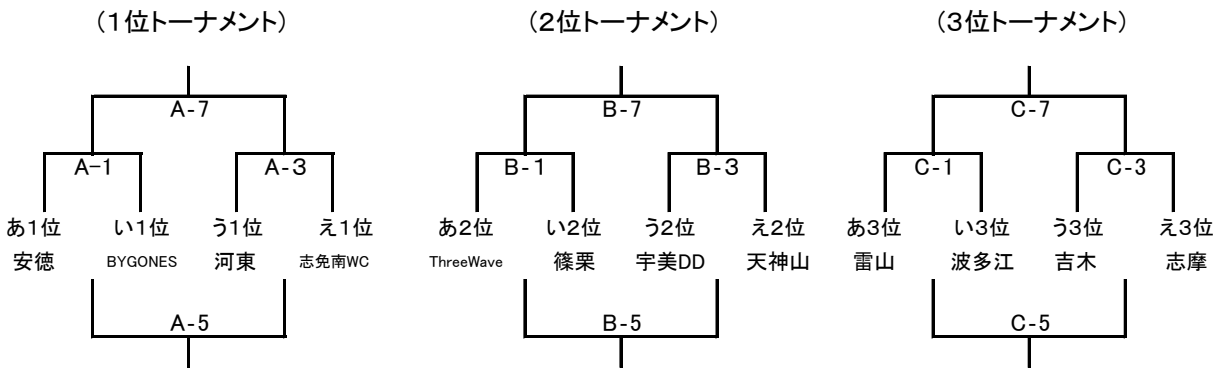 (１位トーナメント) (２位トーナメント) (３位トーナメント)
A-7 B-7 C-7
A-1 A-3 B-1 B-3 C-1 C-3
あ1位 い1位 う1位 え1位 あ2位 い2位 う2位 え2位 あ3位 い3位 う3位 え3位
安徳 BYGONES 河東 志免南WC ThreeWave 篠栗 宇美DD 天神山 雷山 波多江 吉木 志摩
A-5 B-5 C-5